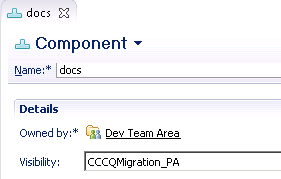 docs
Component
Name:* docs
Details
Owned by:* Dev Team Area
Visibility: CCCQMigration_PA